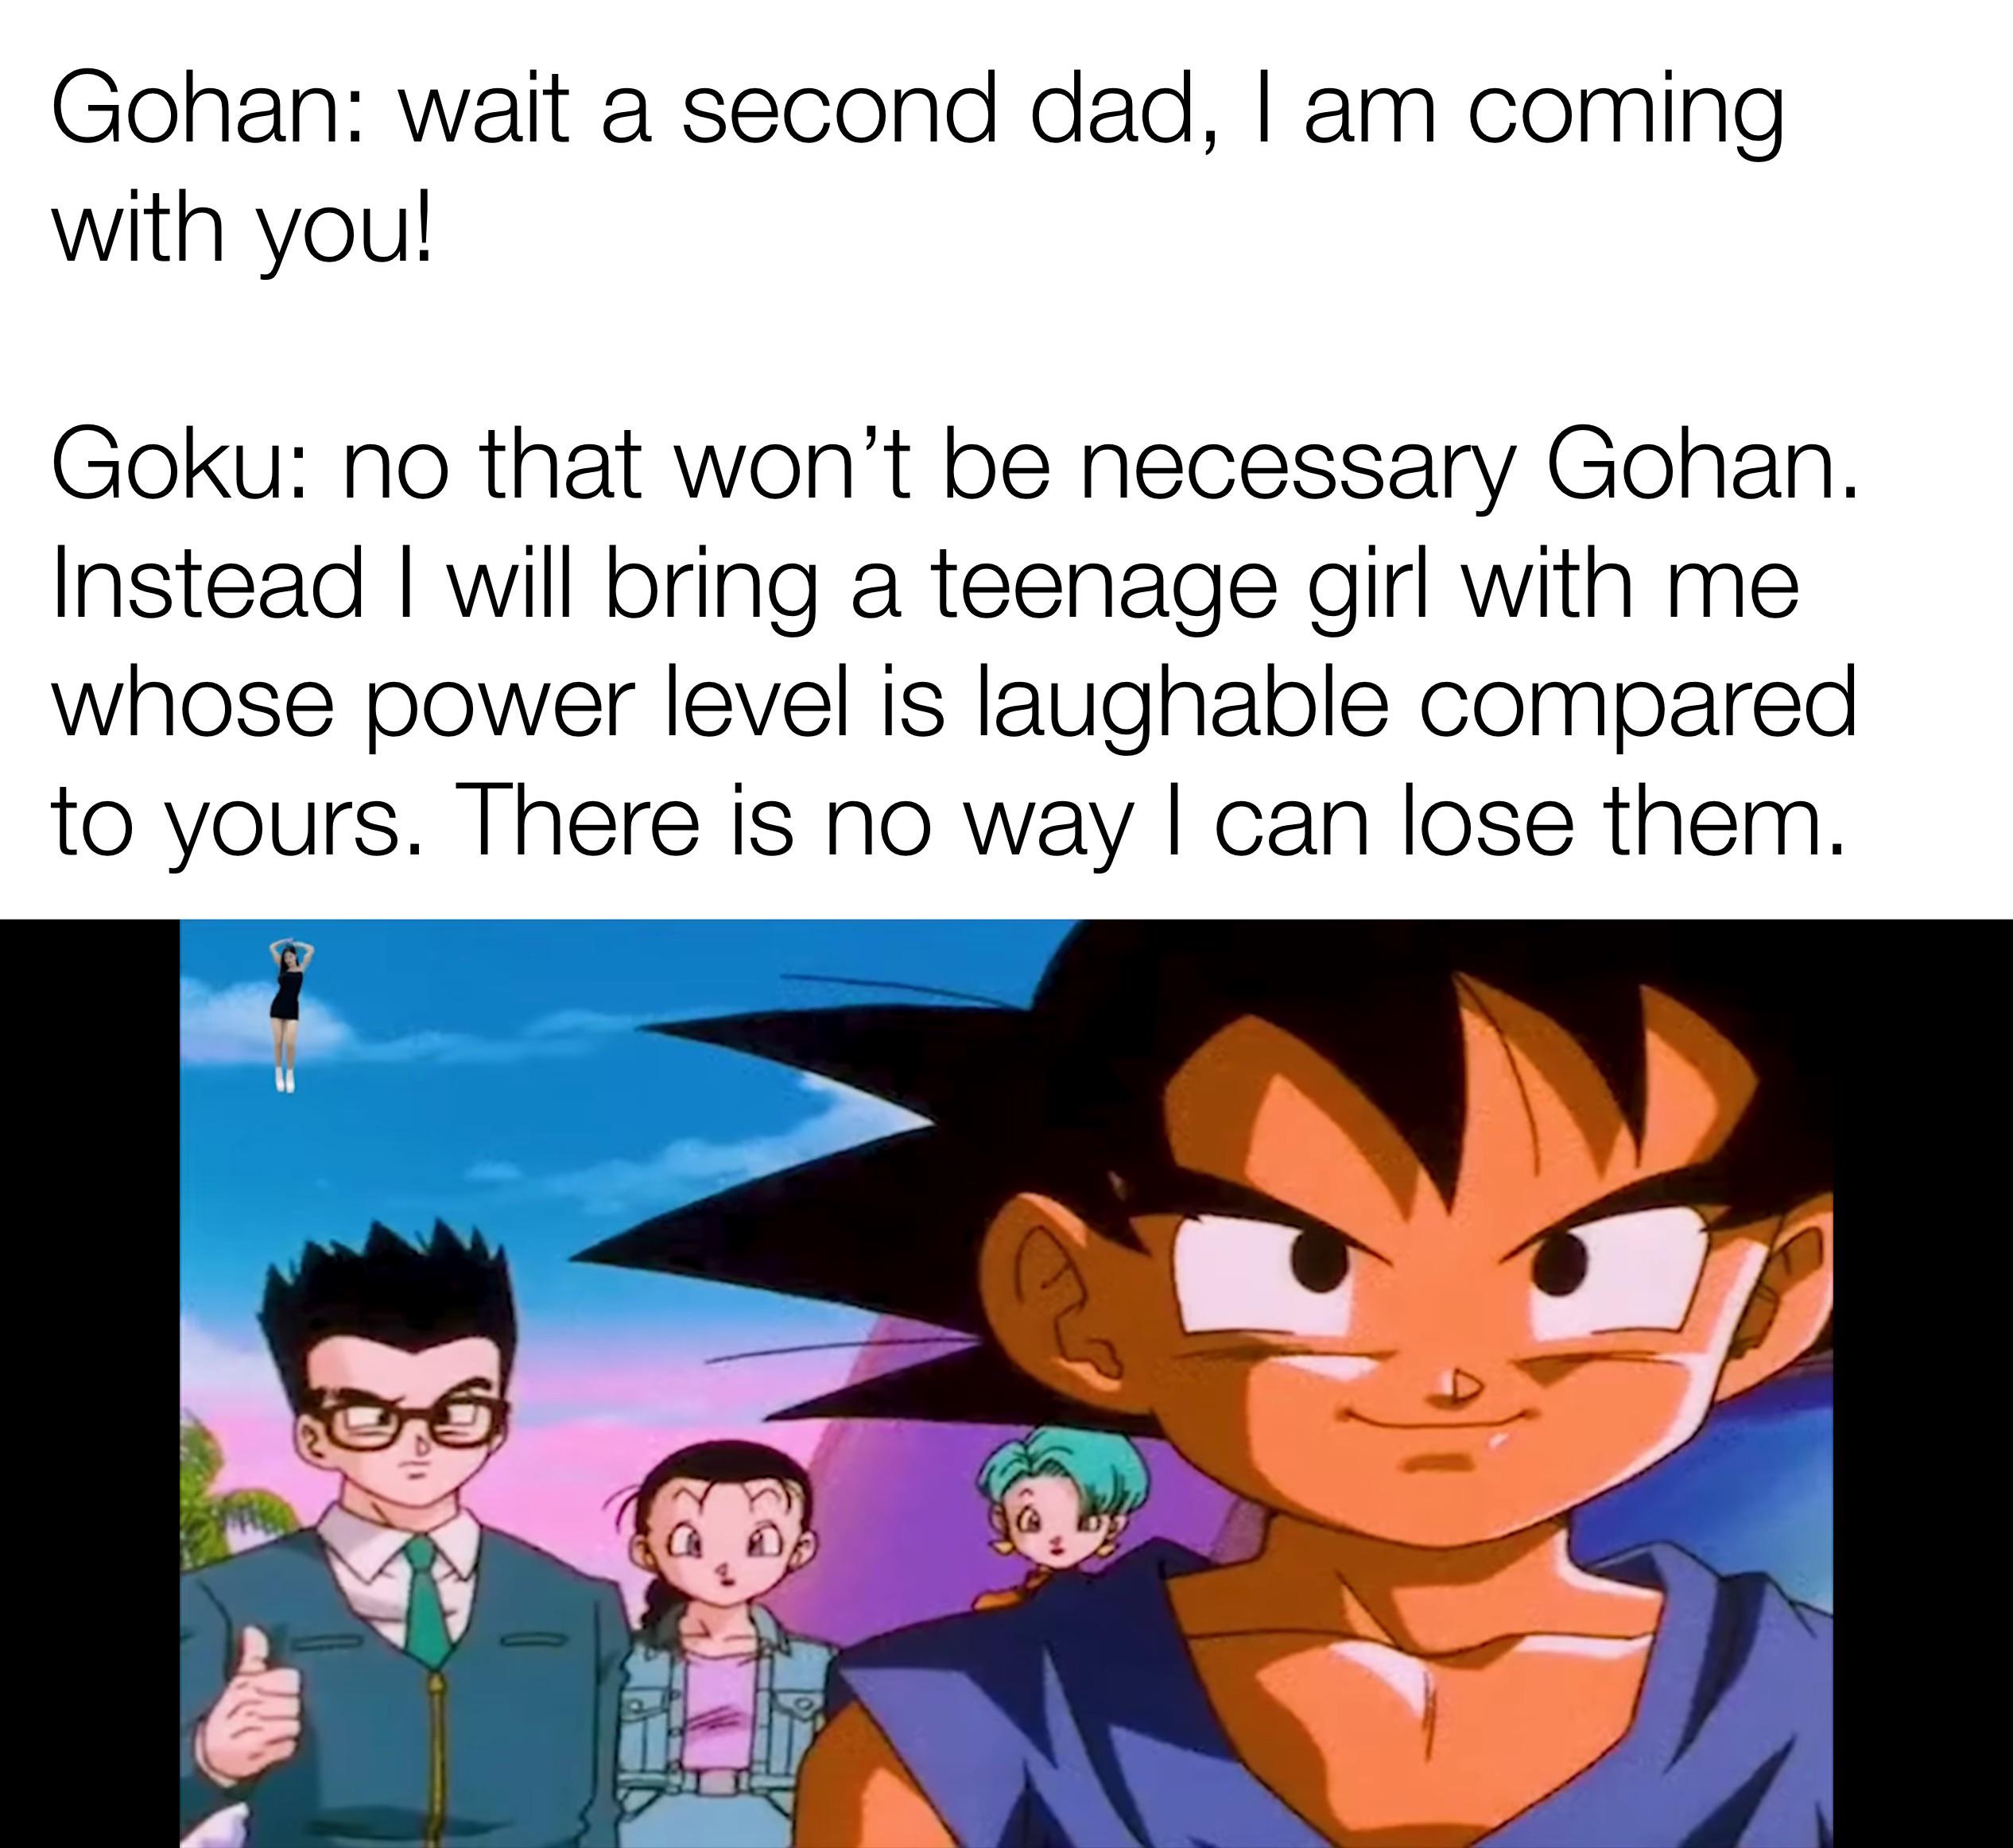 Gohan: wait a second dad, I am coming
with you!
Goku: no that won’t be necessary Gohan.
Instead I will bring a teenage girl with me
whose power level is laughable compared
to yours. There is no way I can lose them.